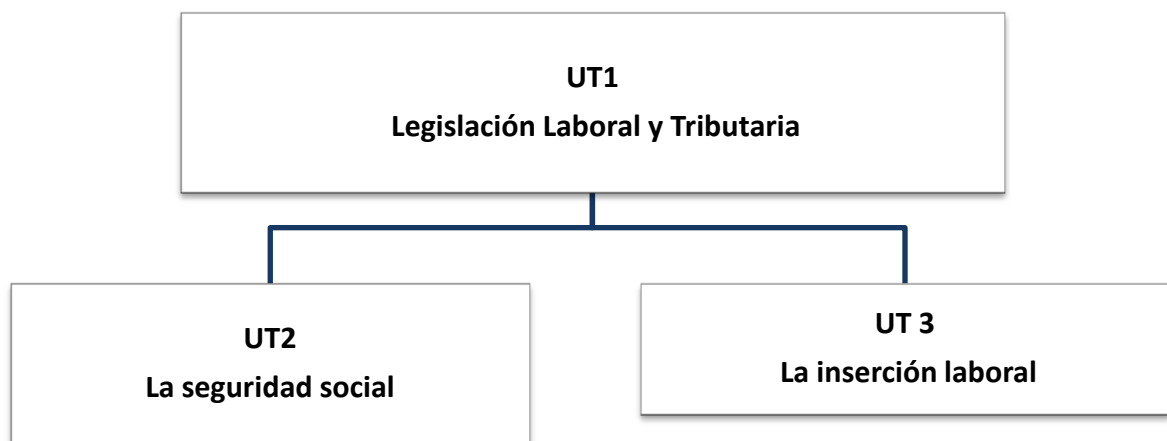 UT1
Legislación Laboral y Tributaria
UT2
La seguridad social
UT 3
La inserción laboral